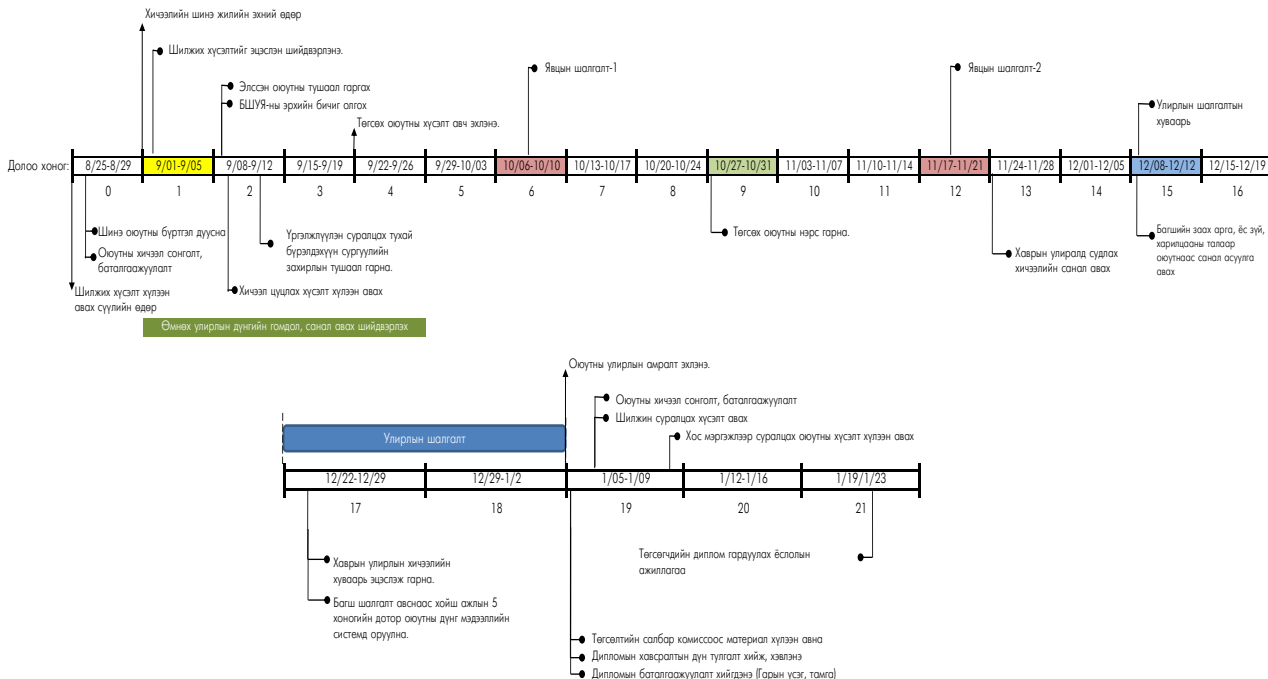 Хичээлийн шинэ жилийн эхний өдөр
Шилжих хүсэлтийг эцэслэн шийдвэрлэнэ.
Элссэн оюутны тушаал гаргах
БШУЯ-ны эрхийн бичиг олгох
Төгсөх оюутны хүсэлт авч эхлэнэ.
Явцын шалгалт-1
Явцын шалгалт-2
Улирлын шалгалтын
хуваарь
Долоо хоног:
8/25-8/29
9/01-9/05
9/08-9/12
9/15-9/19
9/22-9/26
9/29-10/03
10/06-10/10
10/13-10/17
10/20-10/24
10/27-10/31
11/03-11/07
11/10-11/14
11/17-11/21
11/24-11/28
12/01-12/05
12/08-12/12
12/15-12/19
0
1
2
3
4
5
6
7
8
9
10
11
12
13
14
15
16
Шинэ оюутны бүртгэл дуусна
Оюутны хичээл сонголт,
баталгаажуулалт
Шилжих хүсэлт хүлээн
авах сүүлийн өдөр
Үргэлжлүүлэн суралцах тухай
бүрэлдэхүүн сургуулийн
захирлын тушаал гарна.
Хичээл цуцлах хүсэлт хүлээн авах
Төгсөх оюутны нэрс гарна.
Хаврын улиралд судлах
хичээлийн санал авах
Багшийн заах арга, ёс зүй,
харилцааны талаар
оюутнаас санал асуулга
авах
Өмнөх улирлын дүнгийн гомдол, санал авах шийдвэрлэх
Оюутны улирлын амралт эхлэнэ.
Оюутны хичээл сонголт, баталгаажуулалт
Шилжин суралцах хүсэлт авах
Хос мэргэжлээр суралцах оюутны хүсэлт хүлээн авах
Улирлын шалгалт
12/22-12/29
12/29-1/2
1/05-1/09
1/12-1/16
1/19/1/23
17
18
19
20
21
Хаврын улирлын хичээлийн
хуваарь эцэслэж гарна.
Багш шалгалт авснаас хойш ажлын 5
хоногийн дотор оюутны дүнг мэдээллийн
системд оруулна.
Төгсөгчдийн диплом гардуулах ёслолын
ажиллагаа
Төгсөлтийн салбар комиссоос материал хүлээн авна
Дипломын хавсралтын дүн тулгалт хийж, хэвлэнэ
Дипломын баталгаажуулалт хийгдэнэ (Гарын үсэг, тамга)